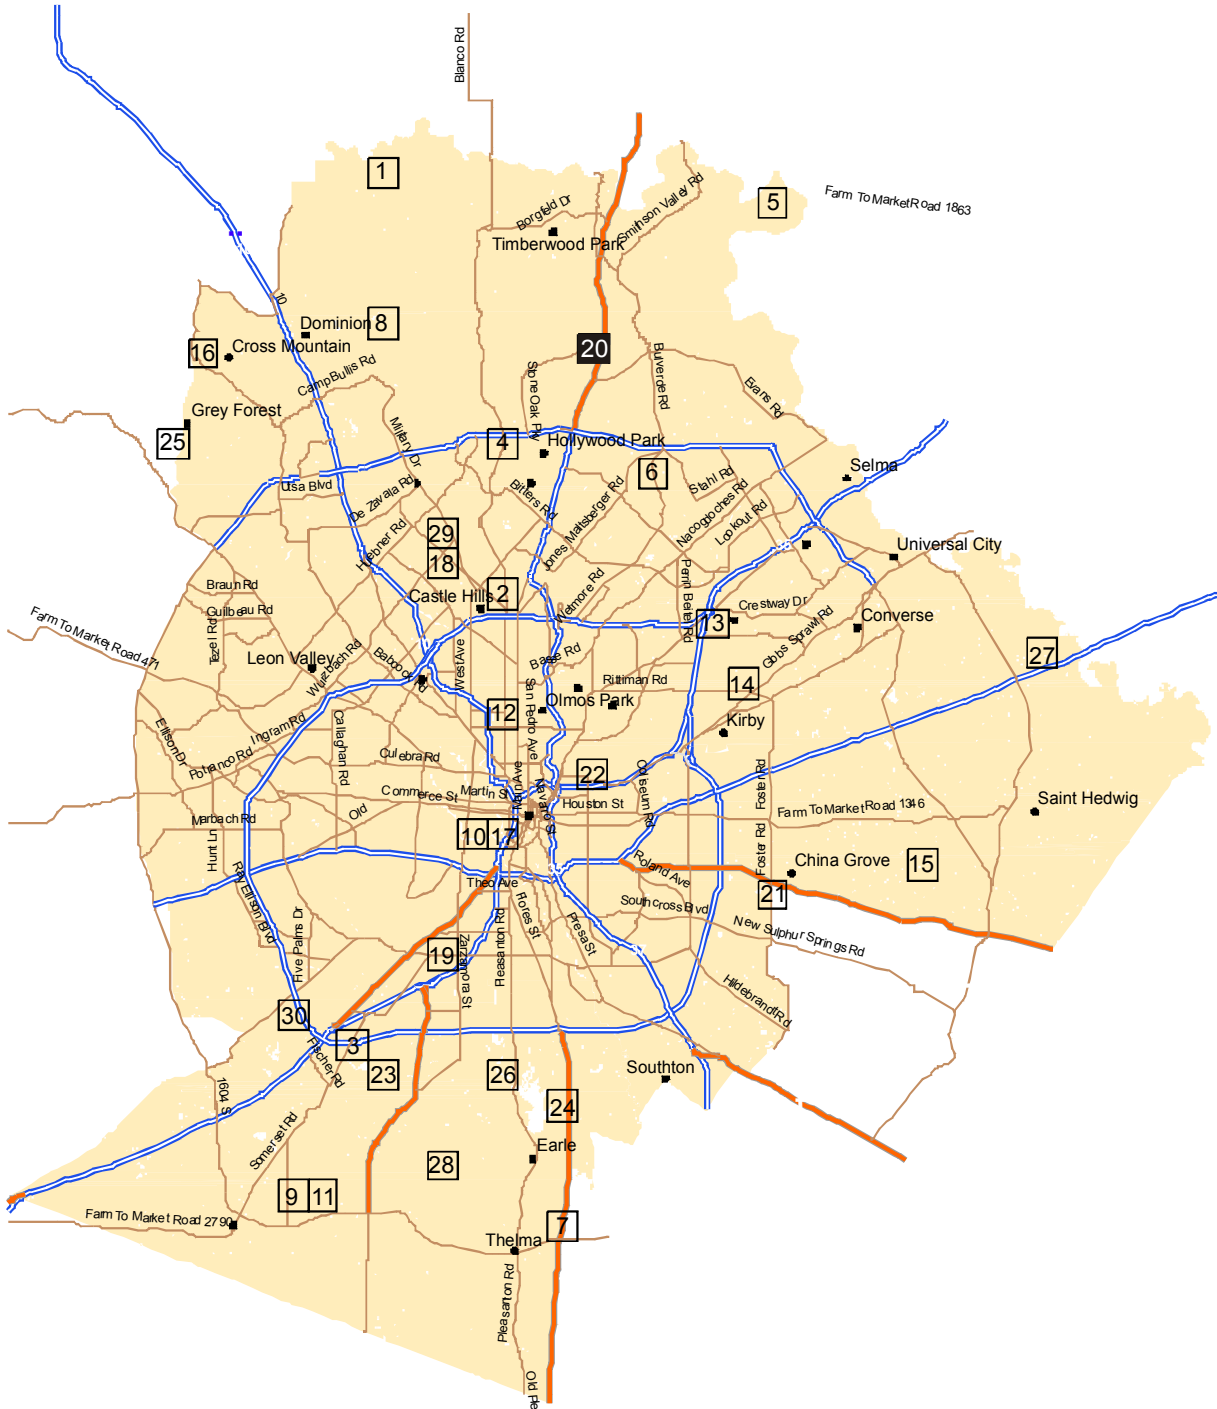 Blanco Rd
1
5
Farm To Market Road 1863
Smithson Valley Rd
Borgfeld Dr
Timberwood Park
10
Dominion
8
16
Cross Mountain
20
Camp Bullis Rd
Stone Oak Pky
Bulverde Rd
Evans Rd
Grey Forest
25
Military Dr
4
Hollywood Park
6
Selma
Stahl Rd
Utsa Blvd
De Zavala Rd
Bitters Rd
Jones Maltsberger Rd
Nacogdoches Rd
Lookout Rd
29
Huebner Rd
18
Universal City
Braun Rd
Castle Hills
2
Wetmore Rd
Perrin Beitel Rd
Crestway Dr
Guilbeau Rd
Farm To Market Road 471
Tezel Rd
13
Gibbs Sprawl Rd
Converse
27
Leon Valley
Wurzbach Rd
Babcock Rd
West Ave
Basse Rd
Rittiman Rd
14
Olmos Park
12
San Pedro Ave
Kirby
Ellison Dr
Potranco Rd
Ingram Rd
Callaghan Rd
Culebra Rd
22
Coliseum Rd
Foster Rd
Commerce St
Martin St
Navarro St
Houston St
Farm To Market Road 1346
Saint Hedwig
Marbach Rd
Old
Hunt Ln
10
17
Foster Rd
China Grove
15
Ray Ellison Blvd
Theo Ave
Roland Ave
21
Southcross Blvd
New Sulphur Springs Rd
Five Palms Dr
Flores St
Presa St
19
Zarzamora St
Pleasanton Rd
Hildebrandt Rd
30
3
Fischer Rd
23
26
Southton
1604 S
24
Somerset Rd
Earle
28
9
11
Farm To Market Road 2790
7
Thelma
Pleasanton Rd
Old Ple